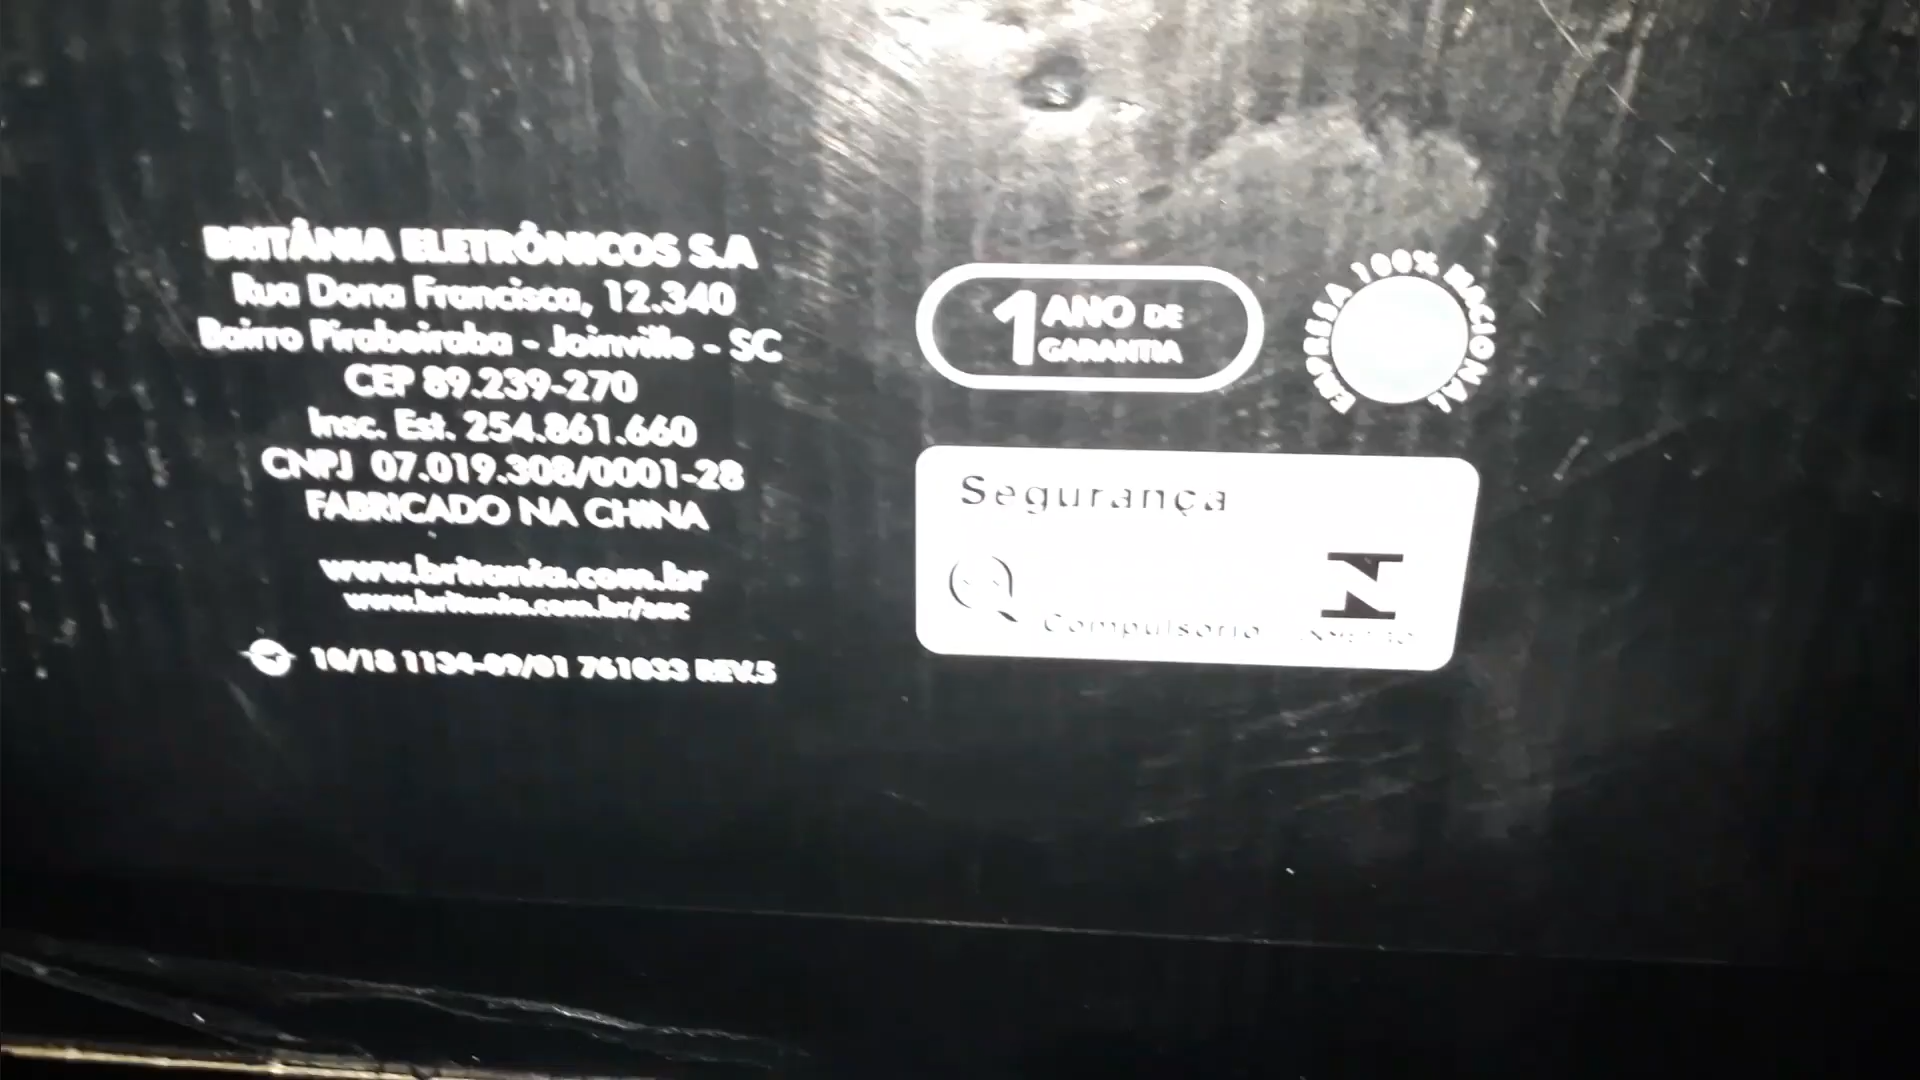 BRITÂNIA ELETRÔNICOS S.A
Rua Dona Francisca, 12.340
Bairro Pirabeiraba - Joinville - SC
CEP 89.239-270
Insc. Est. 254.861.660
CNPJ 07.019.308/0001-28
FABRICADO NA CHINA
www.britania.com.br
www.britania.com.br/sac
10/18 1134-09/01 761033 REV.5
1 ANO DE
GARANTIA
EMPRESA 100% NACIONAL
Segurança
Compulsório